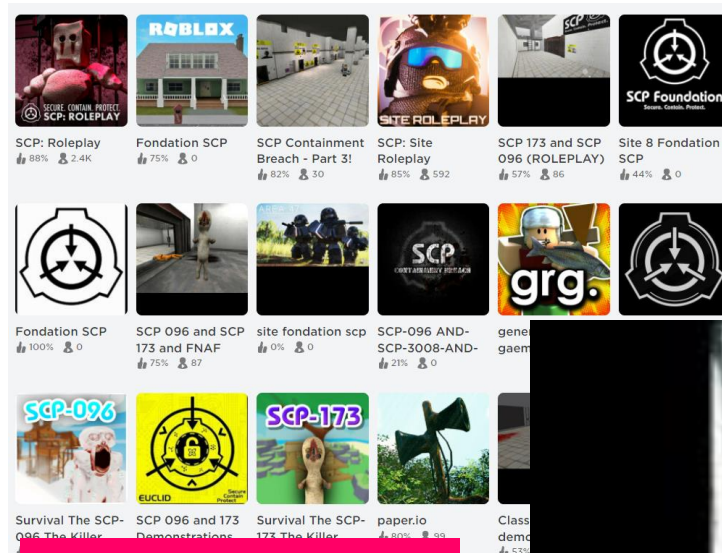 SECURE. CONTAIN. PROTECT.
SCP: ROLEPLAY
ROBLOX
SITE ROLEPLAY
SCP
SCP Foundation
Secure. Contain. Protect.
SCP: Roleplay
88% 2.4K
Fondation SCP
75% 0
SCP Containment
Breach - Part 3!
82% 30
SCP: Site
Roleplay
85% 592
SCP 173 and SCP
096 (ROLEPLAY)
57% 86
Site 8 Fondation
SCP
44% 0
SCP
CONTAINMENT BREACH
grg.
Fondation SCP
100% 0
SCP 096 and SCP
173 and FNAF
75% 87
site fondation scp
0% 0
SCP-096 AND-
SCP-3008-AND-
21% 0
gaem
SCP-096
EUCLID
Secure
Contain
Protect
SCP-173
Survival The SCP-
096 The Killer
SCP 096 and 173
Demonstrations
Survival The SCP-
173 The Killer
paper.io
80% 99
53%